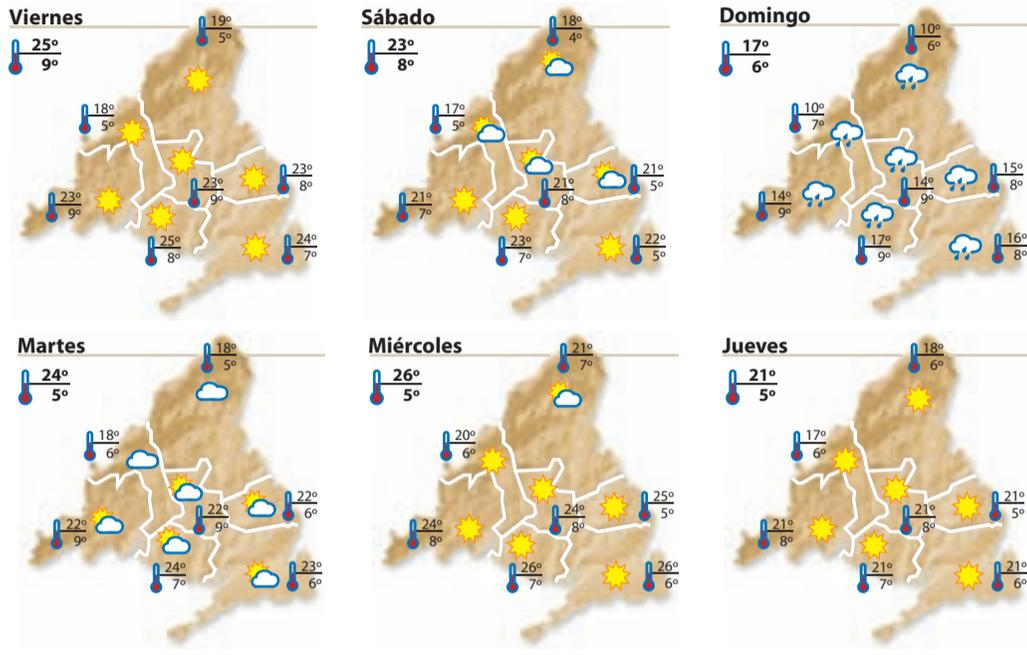 Viernes
25º
9º
19º
5º
18º
5º
23º
8º
23º
9º
23º
9º
25º
8º
24º
7º
Sábado
23º
8º
18º
4º
17º
5º
21º
5º
21º
8º
21º
7º
23º
7º
22º
5º
Domingo
17º
6º
10º
6º
10º
7º
15º
8º
14º
9º
14º
9º
17º
9º
16º
8º
Martes
24º
5º
18º
5º
18º
6º
22º
6º
22º
9º
22º
9º
24º
7º
23º
6º
Miércoles
26º
5º
21º
7º
20º
6º
25º
5º
24º
8º
24º
8º
26º
7º
26º
6º
Jueves
21º
5º
18º
6º
17º
6º
21º
5º
21º
8º
21º
8º
21º
7º
21º
6º